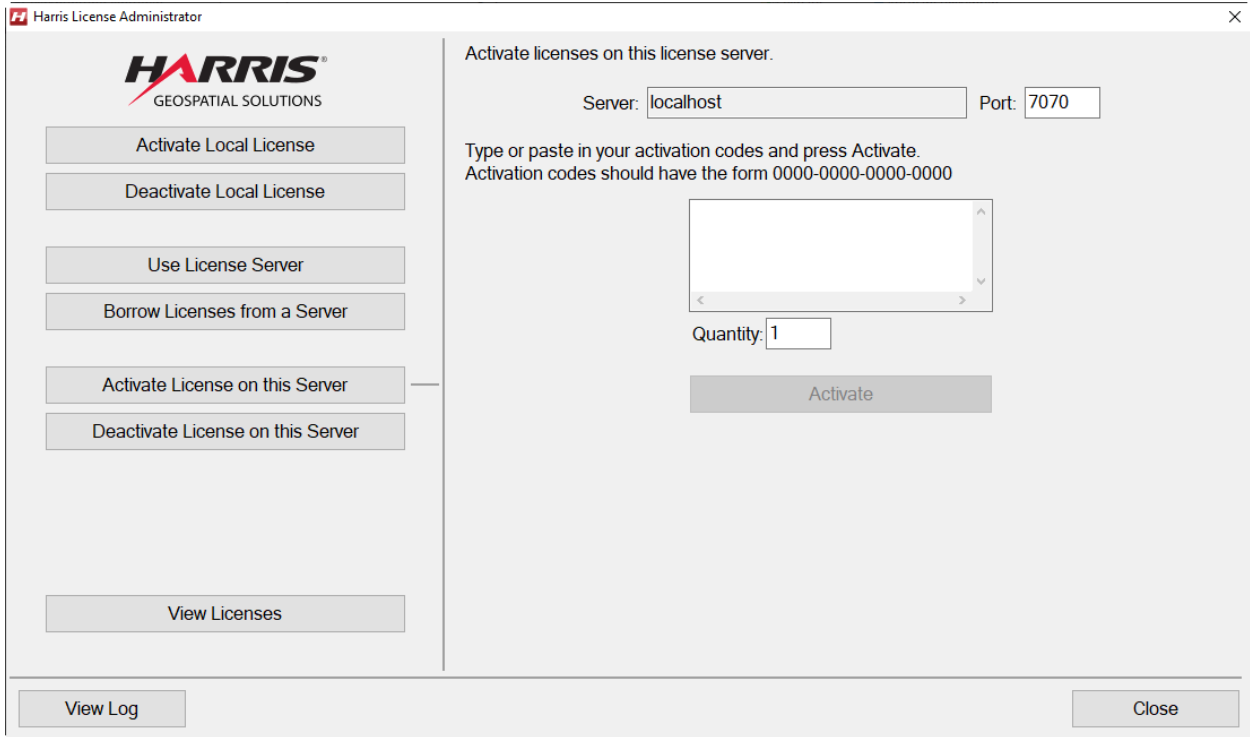 Harris License Administrator
HARRIS®
GEOSPATIAL SOLUTIONS
Activate Local License
Deactivate Local License
Use License Server
Borrow Licenses from a Server
Activate License on this Server
Deactivate License on this Server
View Licenses
Activate licenses on this license server.
Server: localhost Port: 7070
Type or paste in your activation codes and press Activate.
Activation codes should have the form 0000-0000-0000-0000
Quantity: 1
Activate
View Log
Close